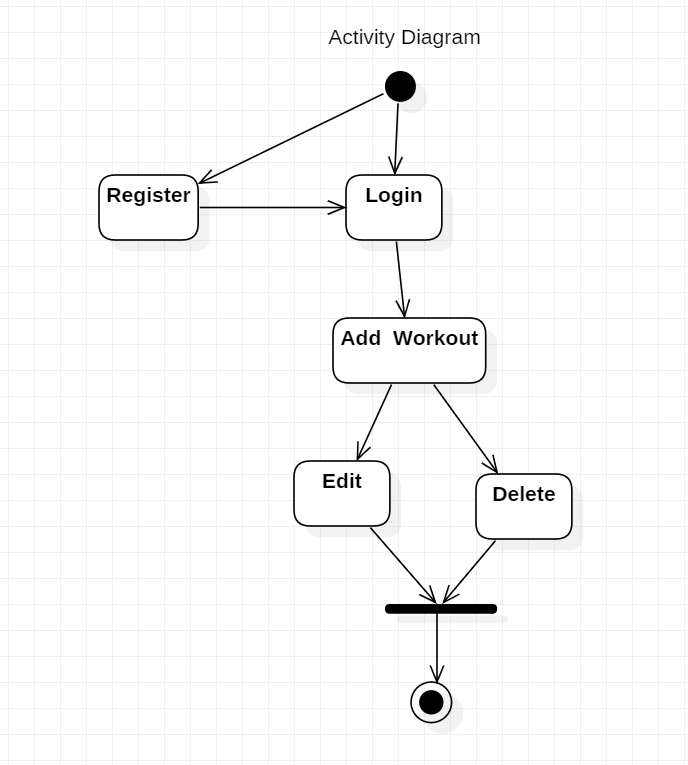 Activity Diagram
Register
Login
Add  Workout
Edit
Delete